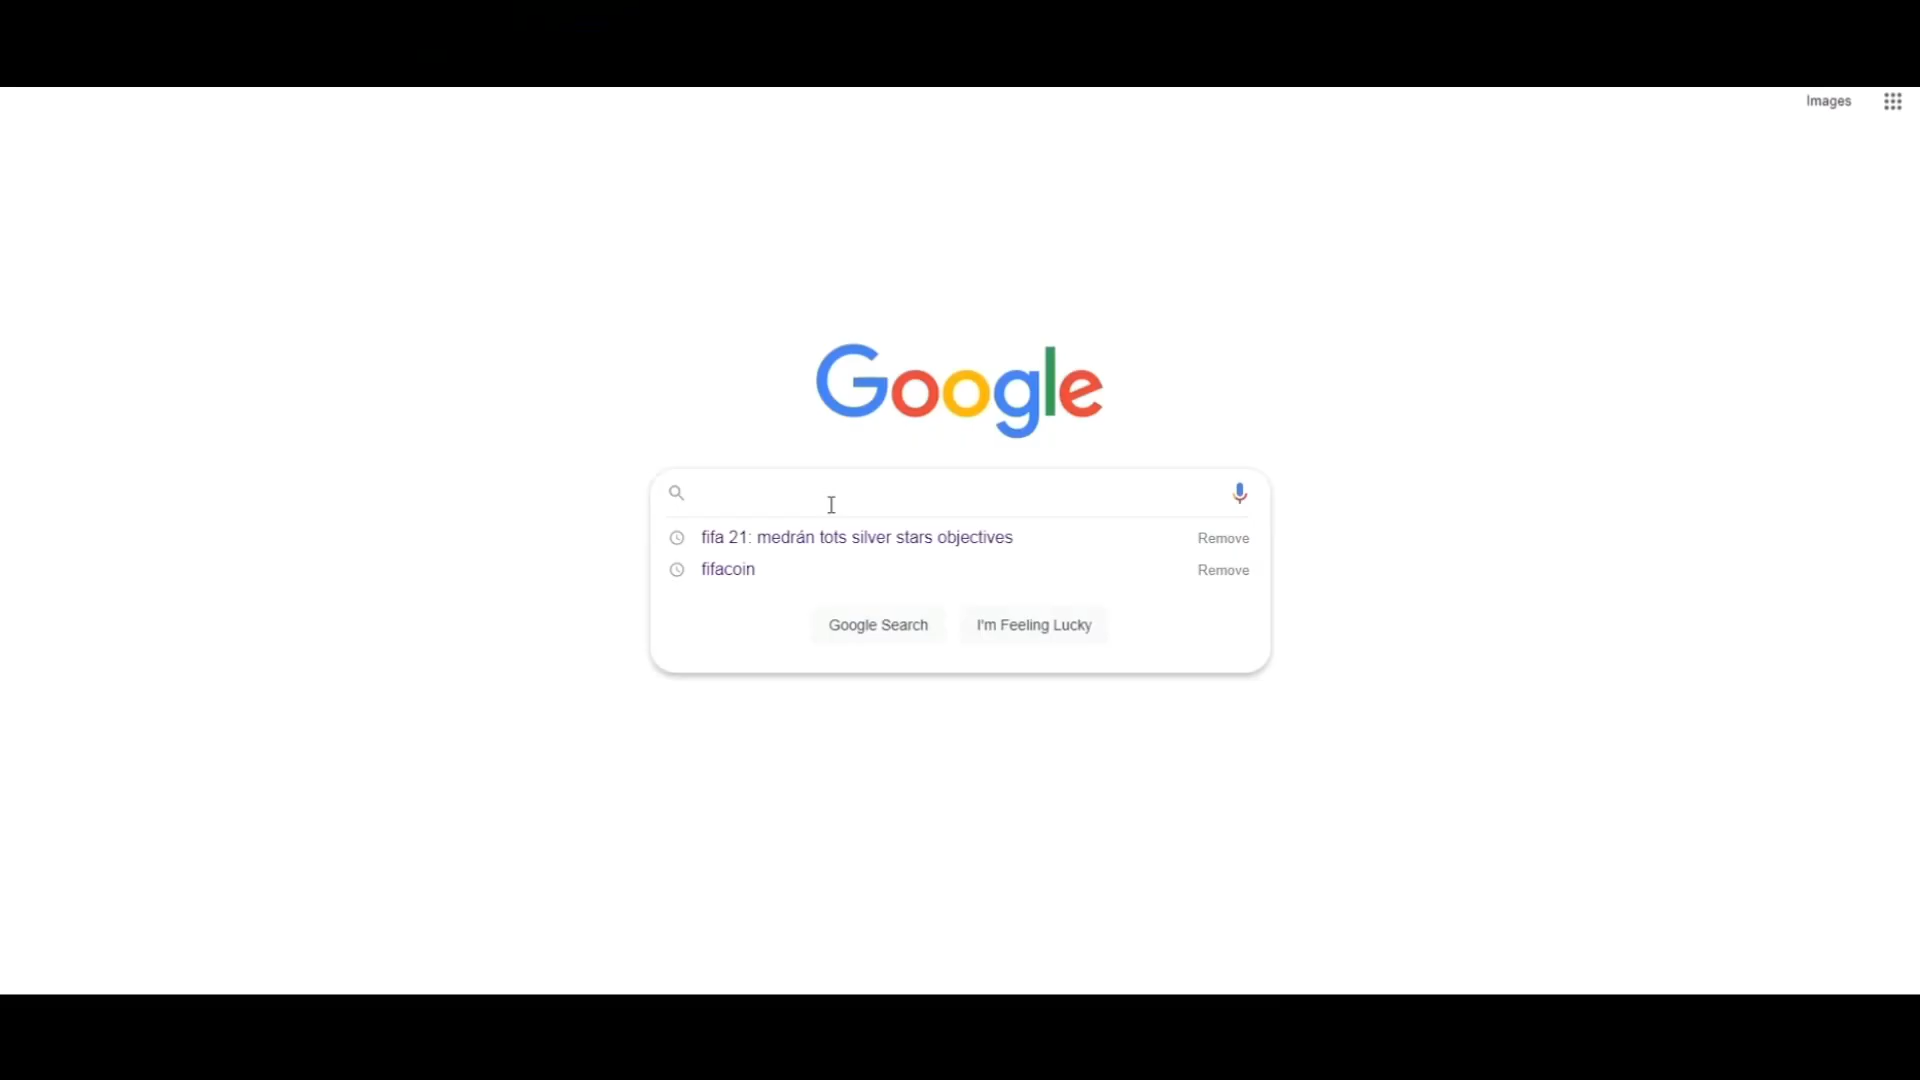 Images
Google
fifa 21: medrán tots silver stars objectives Remove
fifacoin Remove
Google Search I'm Feeling Lucky